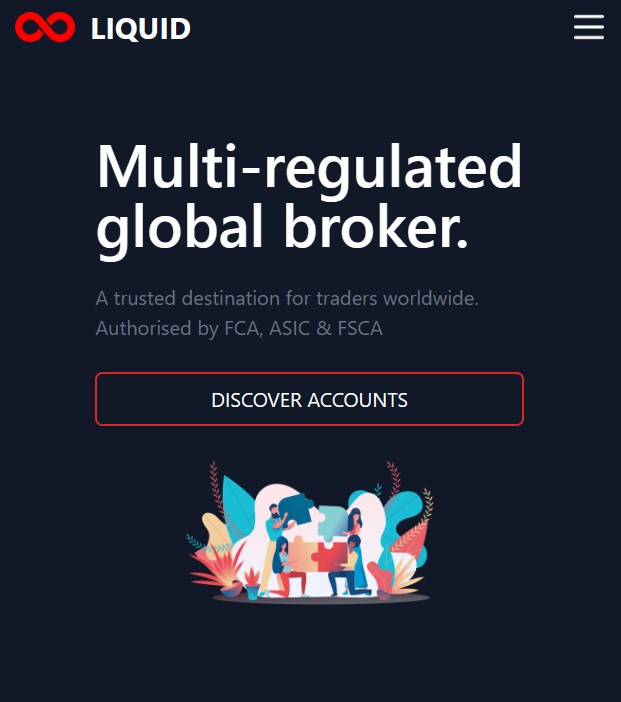 LIQUID
Multi-regulated
global broker.
A trusted destination for traders worldwide.
Authorised by FCA, ASIC & FSCA
DISCOVER ACCOUNTS